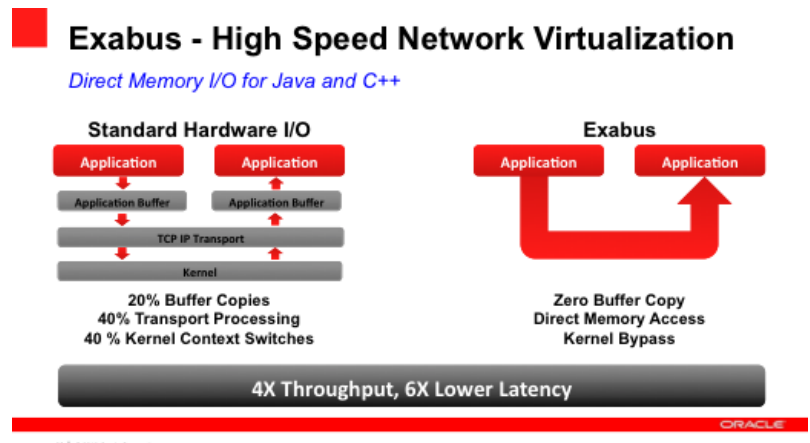 Exabus - High Speed Network Virtualization
Direct Memory I/O for Java and C++
Standard Hardware I/O
Application
Application
Application Buffer
Application Buffer
TCP IP Transport
Kernel
20% Buffer Copies
40% Transport Processing
40 % Kernel Context Switches
Exabus
Application
Application
Zero Buffer Copy
Direct Memory Access
Kernel Bypass
4X Throughput, 6X Lower Latency
ORACLE